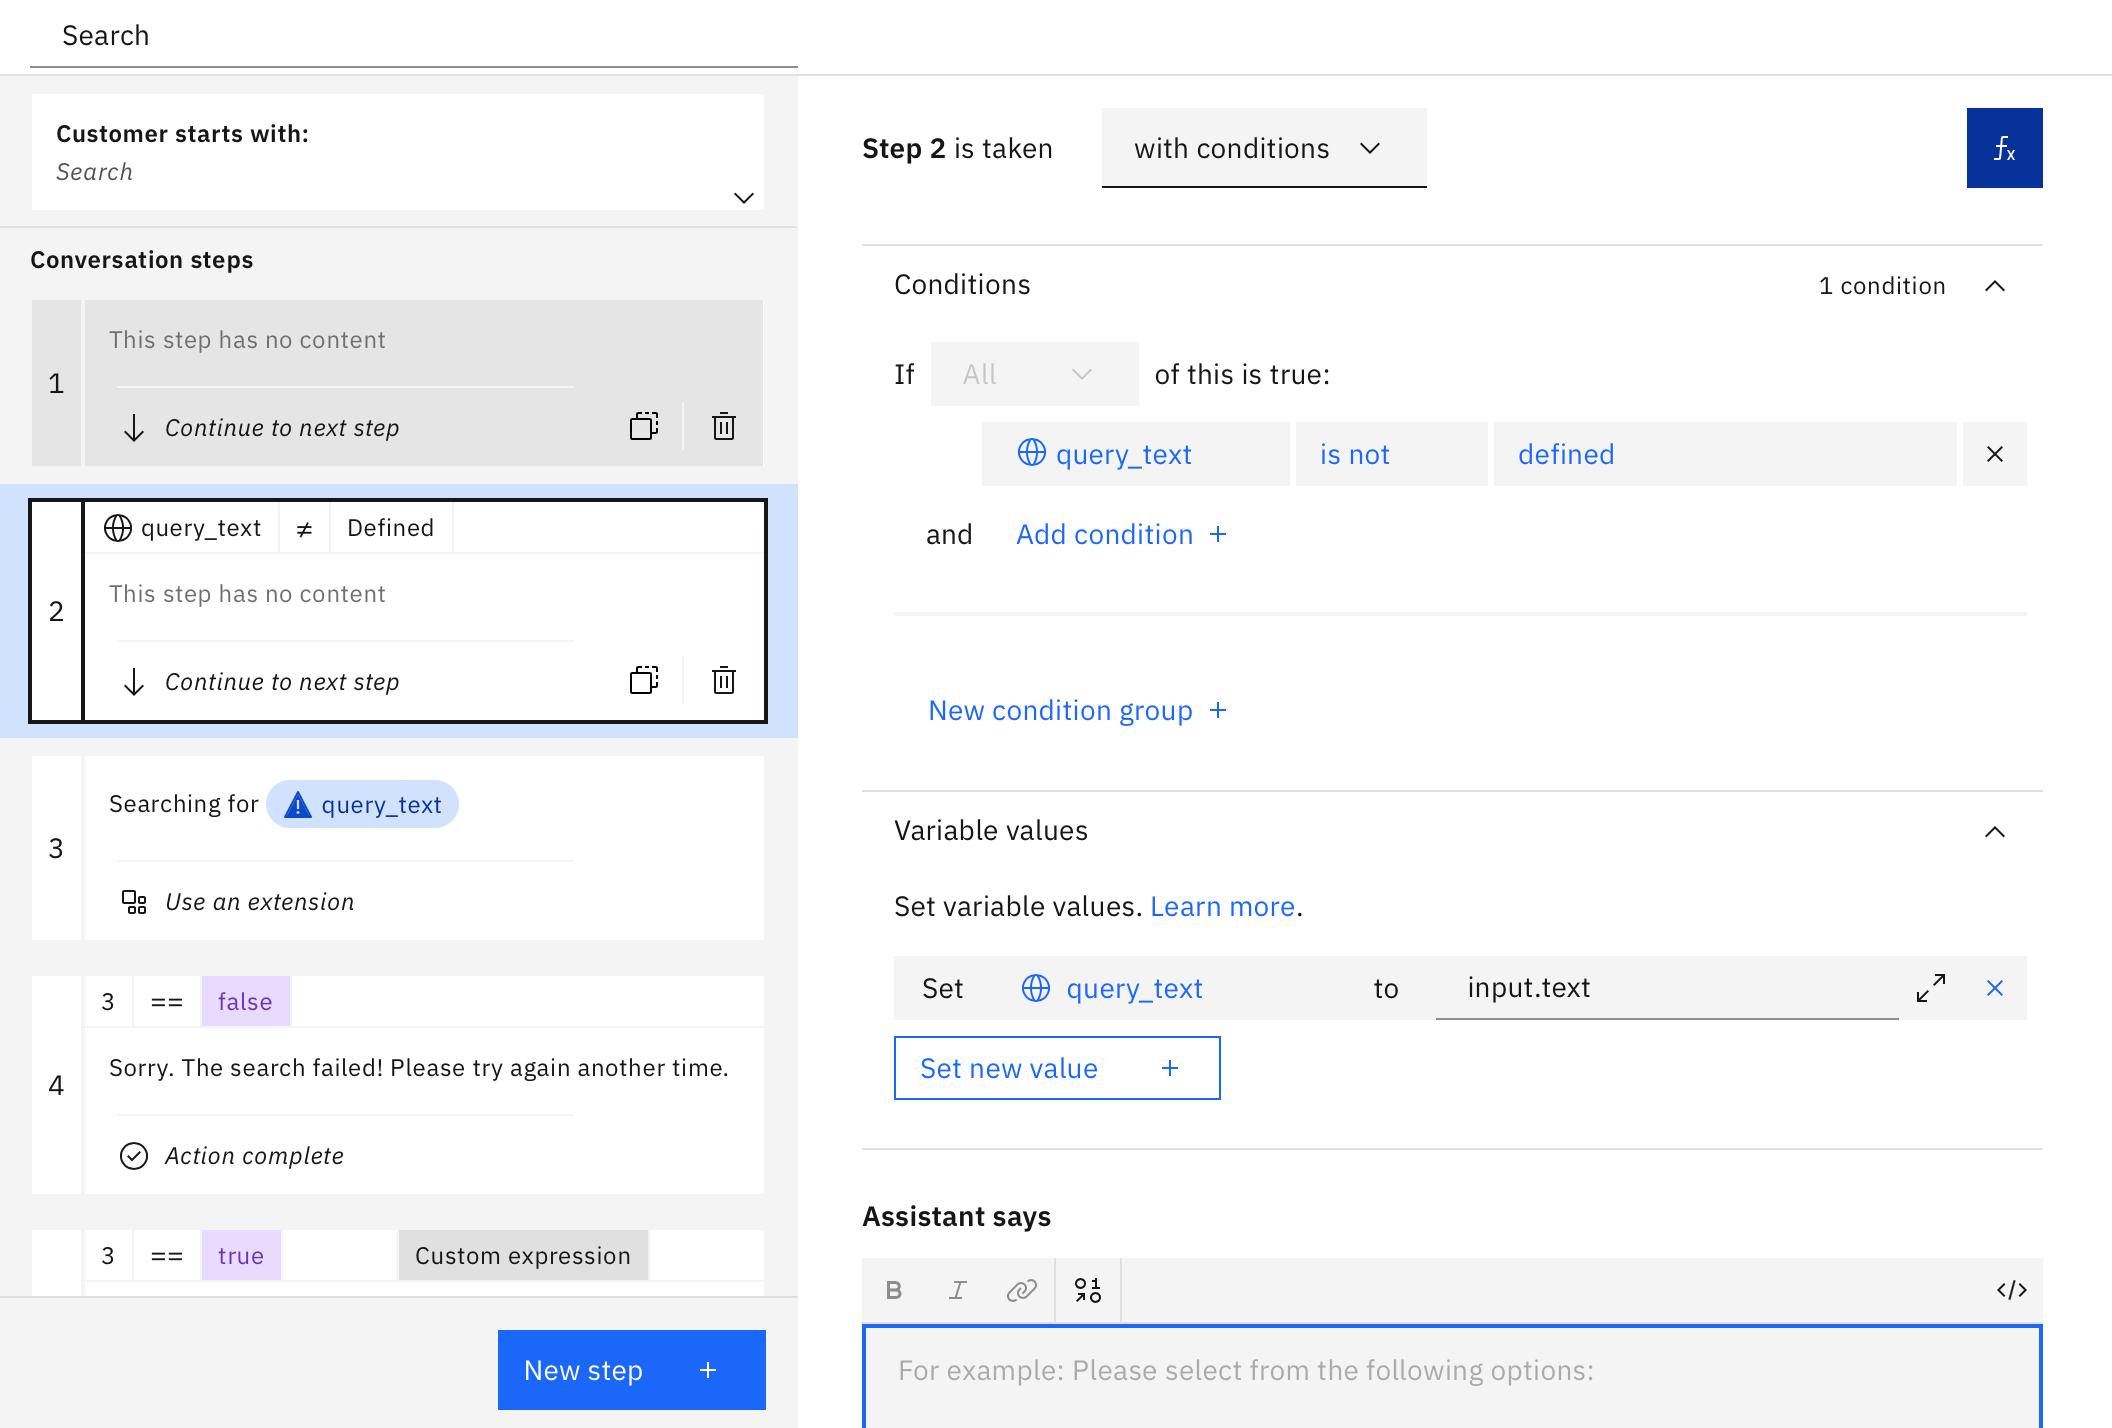 Search
Customer starts with:
Search
Conversation steps
1
This step has no content
Continue to next step
2
query_text ≠ Defined
This step has no content
Continue to next step
3
Searching for query_text
Use an extension
3 == false
4
Sorry. The search failed! Please try again another time.
Action complete
3 == true Custom expression
New step +
Step 2 is taken with conditions
fx
Conditions 1 condition
If All of this is true:
query_text is not defined
and Add condition +
New condition group +
Variable values
Set variable values. Learn more.
Set query_text to input.text
Set new value +
Assistant says
B I </>
For example: Please select from the following options: